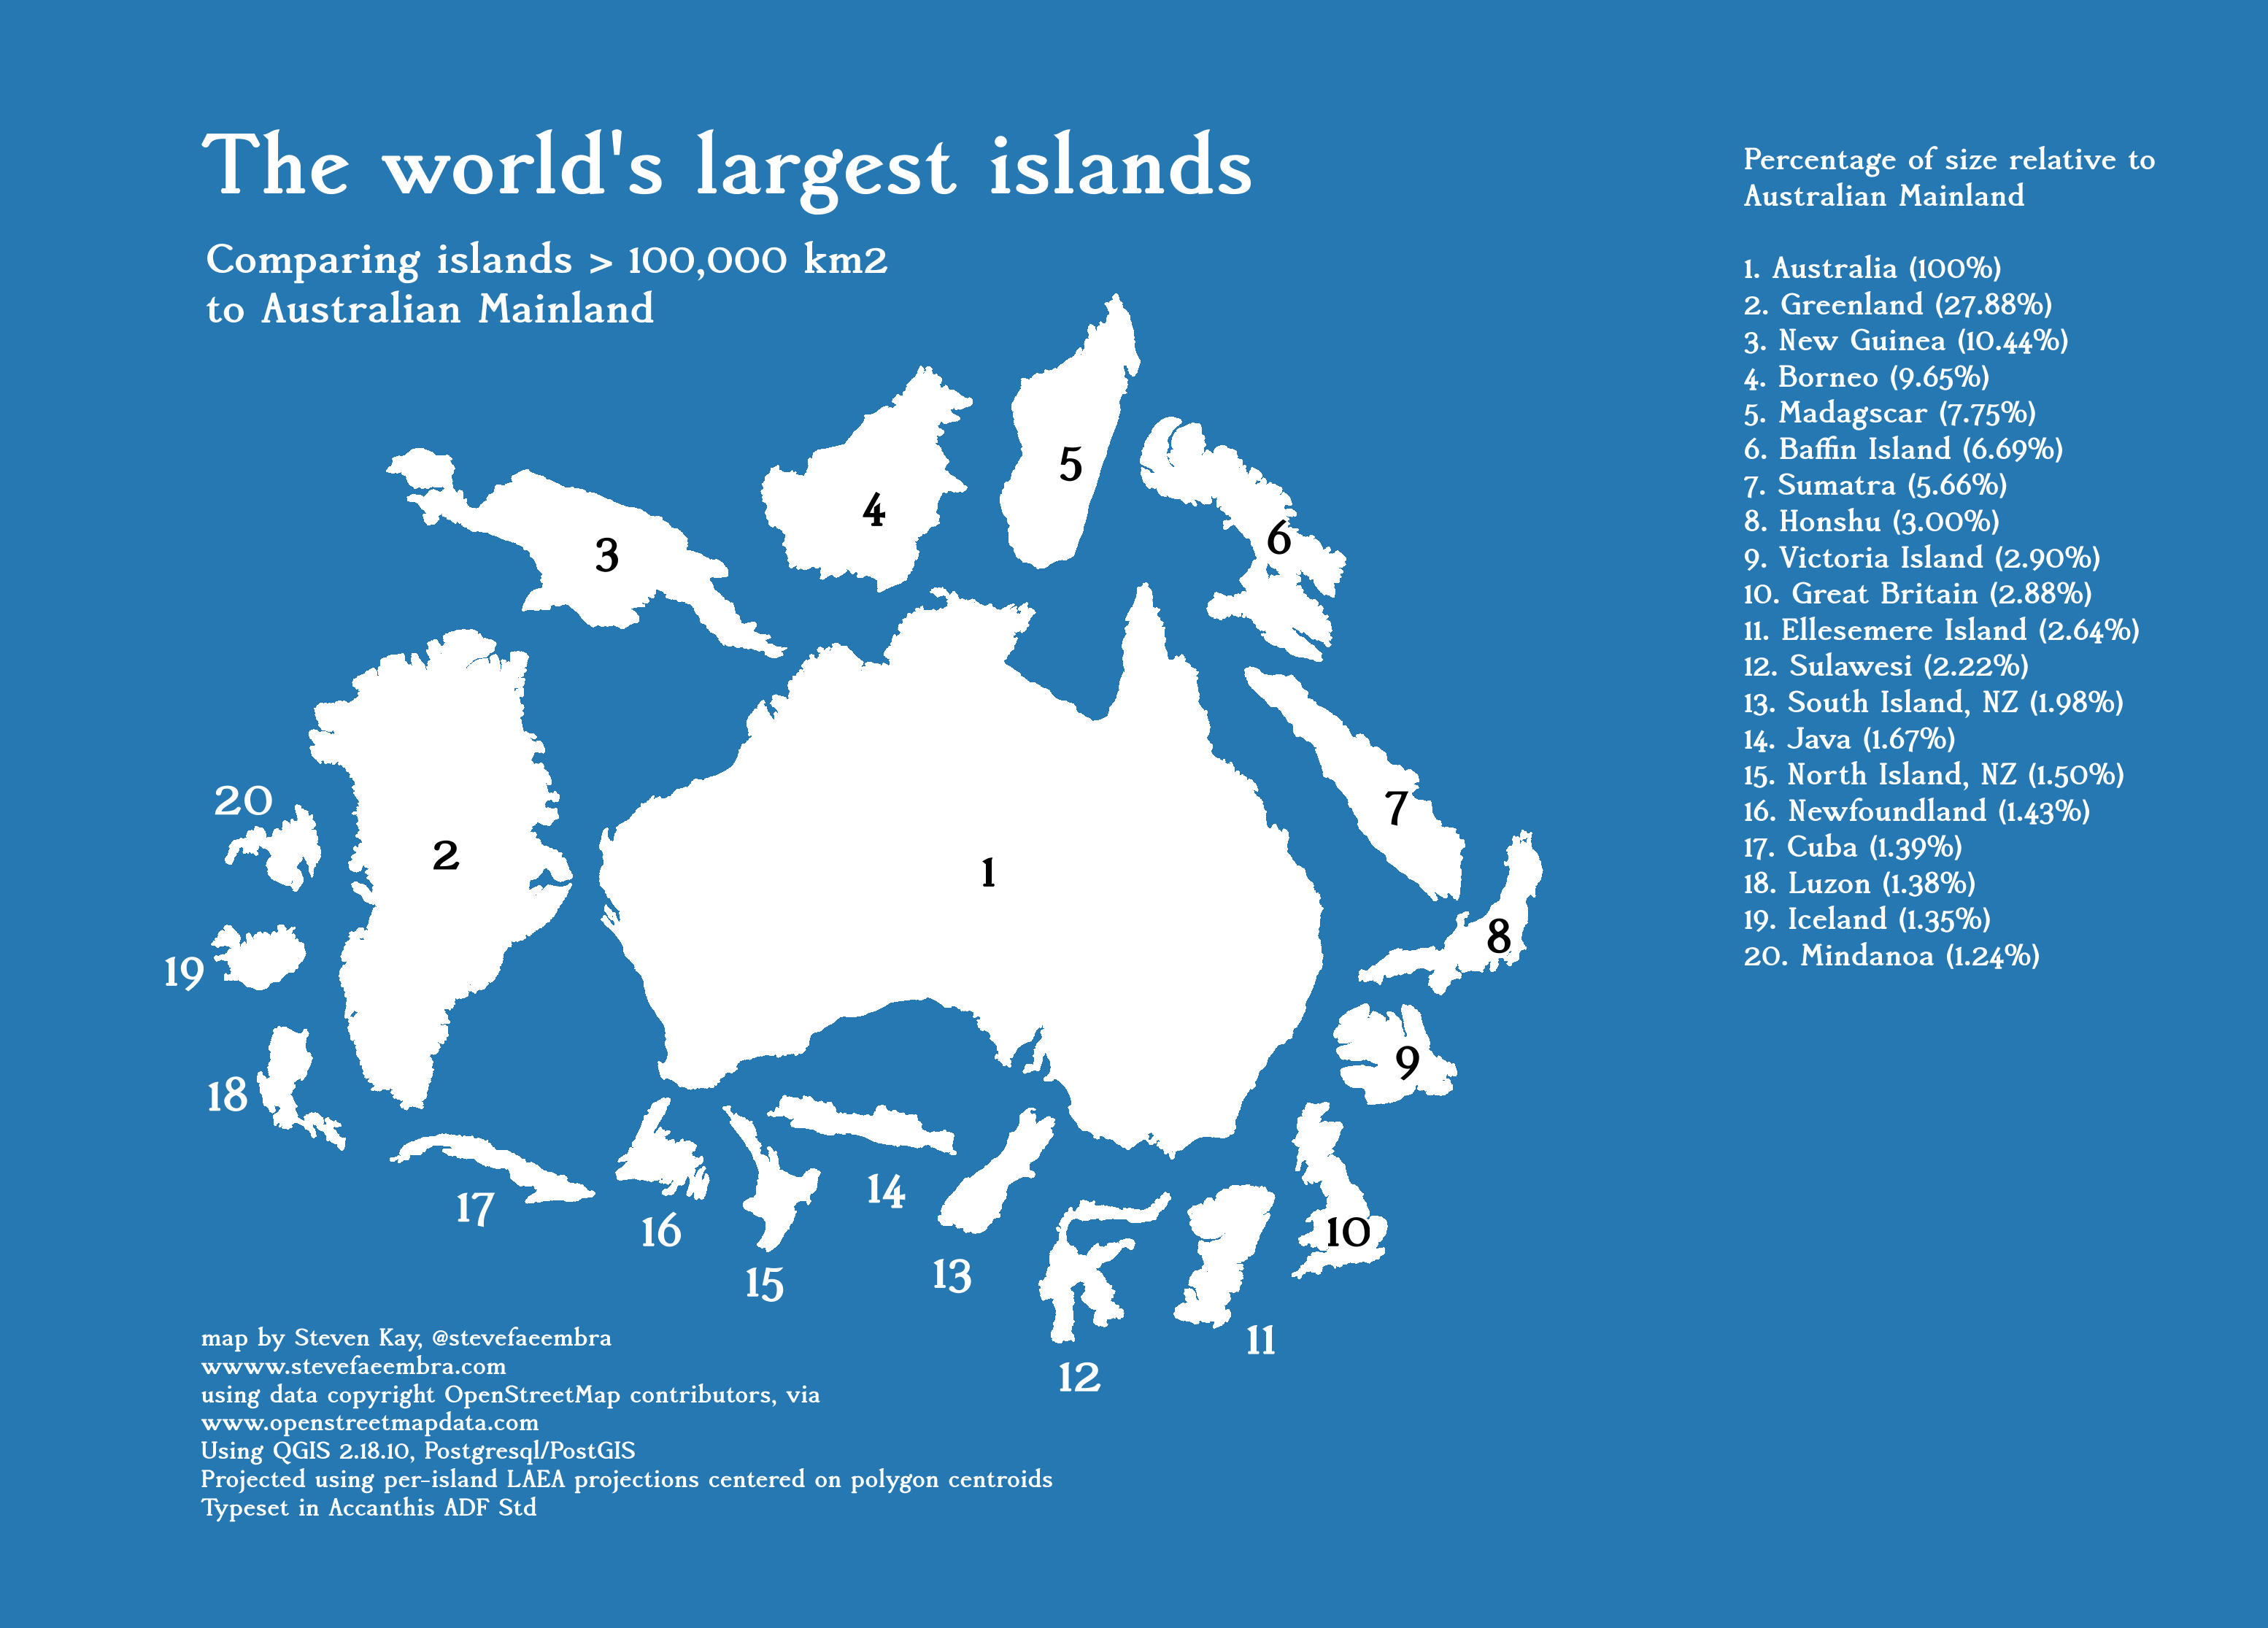 The world's largest islands
Comparing islands > 100,000 km2
to Australian Mainland
Percentage of size relative to
Australian Mainland
1. Australia (100%)
2. Greenland (27.88%)
3. New Guinea (10.44%)
4. Borneo (9.65%)
5. Madagscar (7.75%)
6. Baffin Island (6.69%)
7. Sumatra (5.66%)
8. Honshu (3.00%)
9. Victoria Island (2.90%)
10. Great Britain (2.88%)
11. Ellesemere Island (2.64%)
12. Sulawesi (2.22%)
13. South Island, NZ (1.98%)
14. Java (1.67%)
15. North Island, NZ (1.50%)
16. Newfoundland (1.43%)
17. Cuba (1.39%)
18. Luzon (1.38%)
19. Iceland (1.35%)
20. Mindanoa (1.24%)
5
4
6
3
20
7
2
1
8
19
9
18
14
17
16
10
13
15
11
12
map by Steven Kay, @stevefaeembra
wwww.stevefaeembra.com
using data copyright OpenStreetMap contributors, via
www.openstreetmapdata.com
Using QGIS 2.18.10, Postgresql/PostGIS
Projected using per-island LAEA projections centered on polygon centroids
Typeset in Accanthis ADF Std